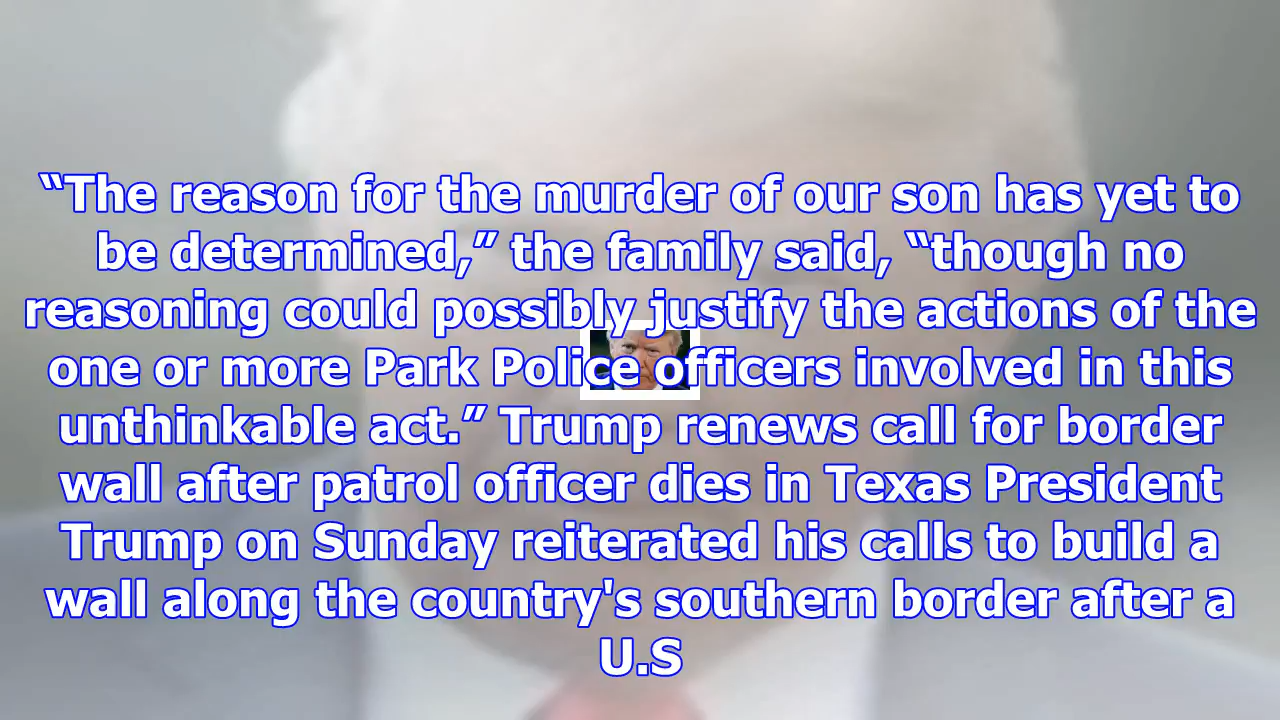 “The reason for the murder of our son has yet to
be determined,” the family said, “though no
reasoning could possibly justify the actions of the
one or more Park Police officers involved in this
unthinkable act.” Trump renews call for border
wall after patrol officer dies in Texas President
Trump on Sunday reiterated his calls to build a
wall along the country's southern border after a
U.S